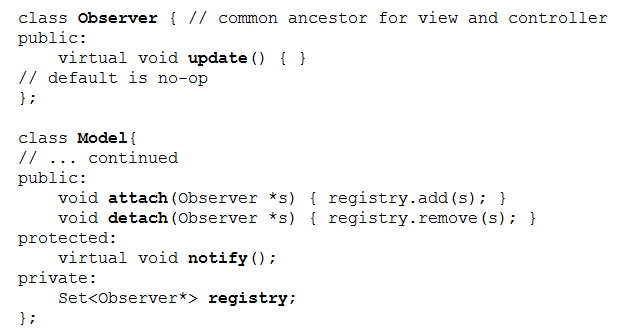 class Observer { // common ancestor for view and controller
public:
    virtual void update() { }
// default is no-op
};

class Model{
// ... continued
public:
    void attach(Observer *s) { registry.add(s); }
    void detach(Observer *s) { registry.remove(s); }
protected:
    virtual void notify();
private:
    Set<Observer*> registry;
};